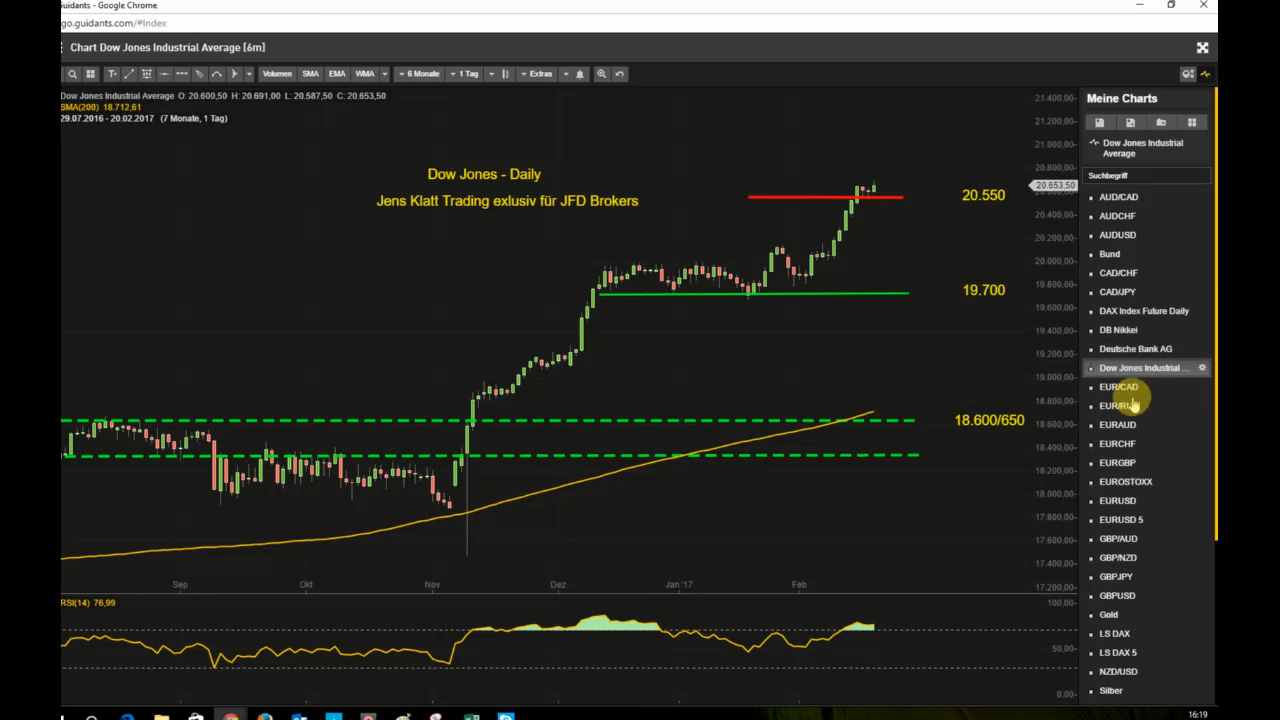 Guidants - Google Chrome
go.guidants.com/#Index
Chart Dow Jones Industrial Average [6m]
T+
Volumen SMA EMA WMA 6 Monate 1 Tag Extras
Dow Jones Industrial Average O: 20.600,50 H: 20.691,00 L: 20.587,50 C: 20.653,50
SMA(200) 18.712,61
29.07.2016 - 20.02.2017 (7 Monate, 1 Tag)
Dow Jones - Daily
Jens Klatt Trading exlusiv für JFD Brokers
20.550
19.700
18.600/650
21.400,00
21.200,00
21.000,00
20.800,00
20.653,50
20.400,00
20.200,00
20.000,00
19.800,00
19.600,00
19.400,00
19.200,00
19.000,00
18.800,00
18.600,00
18.400,00
18.200,00
18.000,00
17.800,00
17.600,00
17.400,00
17.200,00
Sep Okt Nov Dez Jan '17 Feb
RSI(14) 76,99
100,00
50,00
0,00
Meine Charts
Dow Jones Industrial
Average
Suchbegriff
AUD/CAD
AUDCHF
AUDUSD
Bund
CAD/CHF
CAD/JPY
DAX Index Future Daily
DB Nikkei
Deutsche Bank AG
Dow Jones Industrial ...
EUR/CAD
EURAUD
EURCHF
EURGBP
EUROSTOXX
EURUSD
EURUSD 5
GBP/AUD
GBP/NZD
GBPJPY
GBPUSD
Gold
LS DAX
LS DAX 5
NZD/USD
Silber
16:19